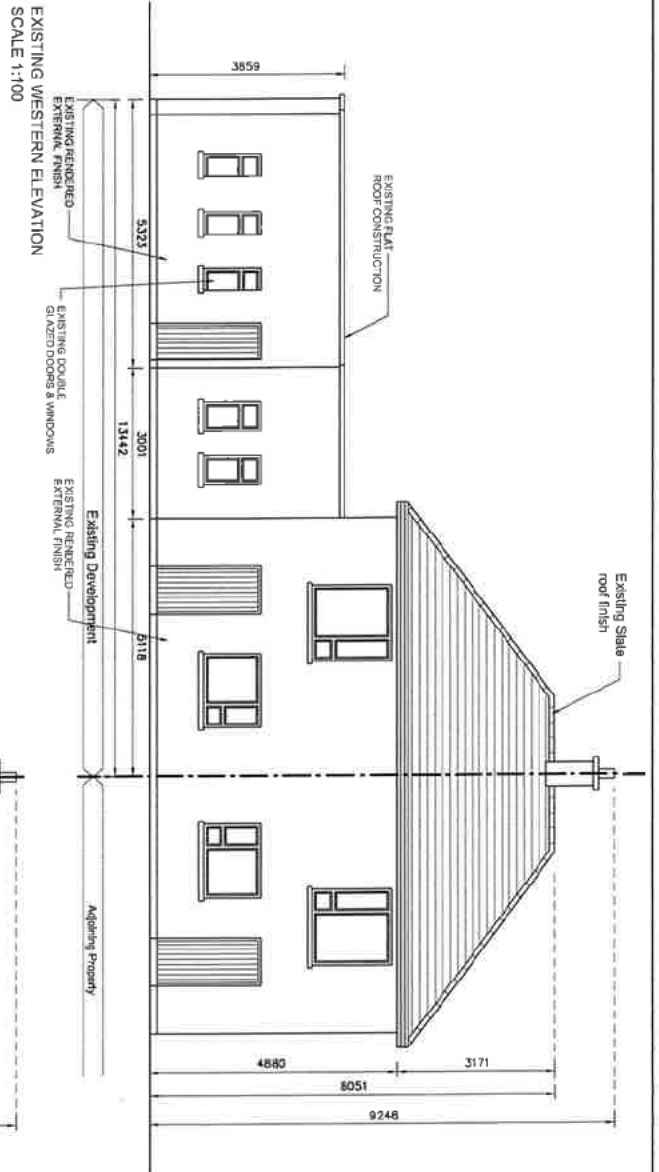 3859
EXISTING FLAT
ROOF CONSTRUCTION
Existing Slate
roof finish
5323
3001
5118
13442
4880
3171
8051
9246
EXISTING RENDERED
EXTERNAL FINISH
EXISTING DOUBLE
GLAZED DOORS & WINDOWS
EXISTING RENDERED
EXTERNAL FINISH
Existing Development
Adjoining Property
EXISTING WESTERN ELEVATION
SCALE 1:100